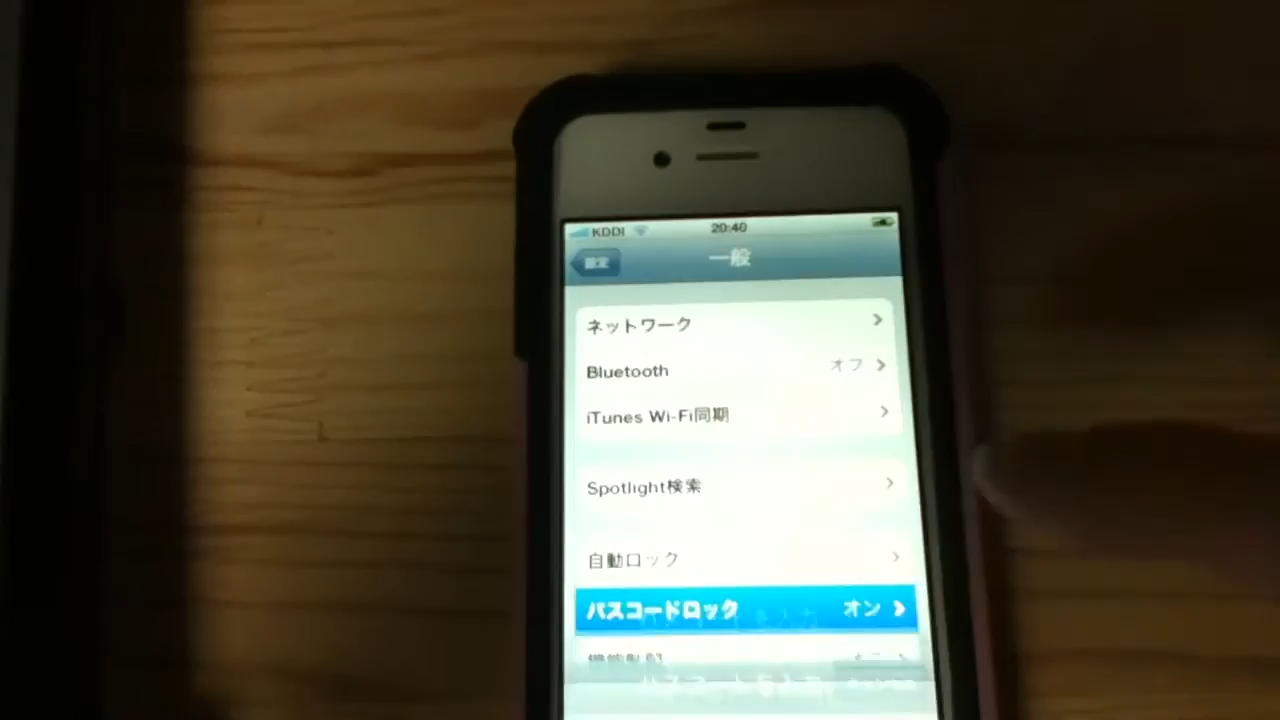 KDDI 20:40
設定 一般
ネットワーク
Bluetooth オフ
iTunes Wi-Fi同期
Spotlight検索
自動ロック
パスコードロック オン